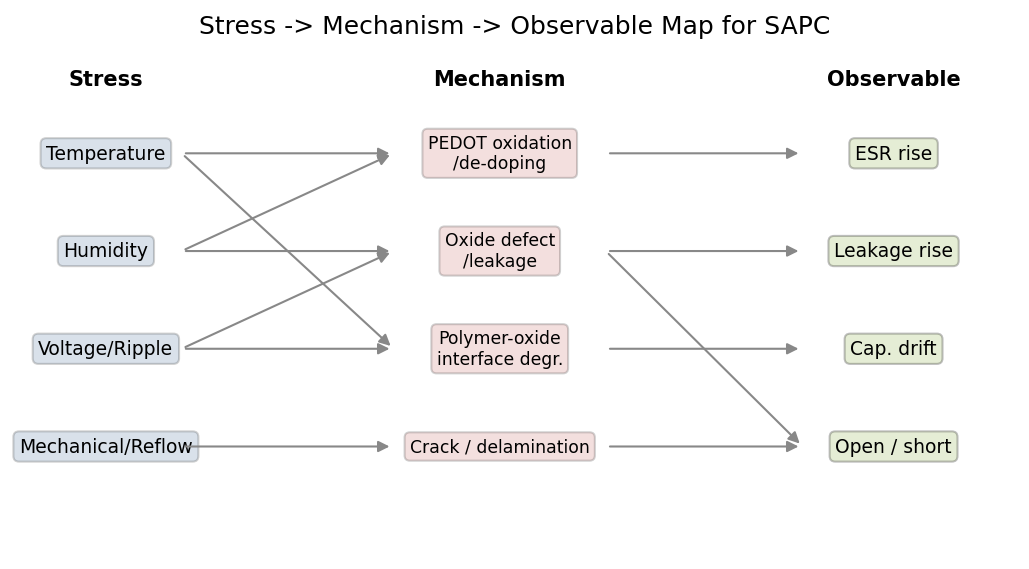 Stress -> Mechanism -> Observable Map for SAPC
Stress
Mechanism
Observable
Temperature
PEDOT oxidation
/de-doping
ESR rise
Humidity
Oxide defect
/leakage
Leakage rise
Voltage/Ripple
Polymer-oxide
interface degr.
Cap. drift
Mechanical/Reflow
Crack / delamination
Open / short